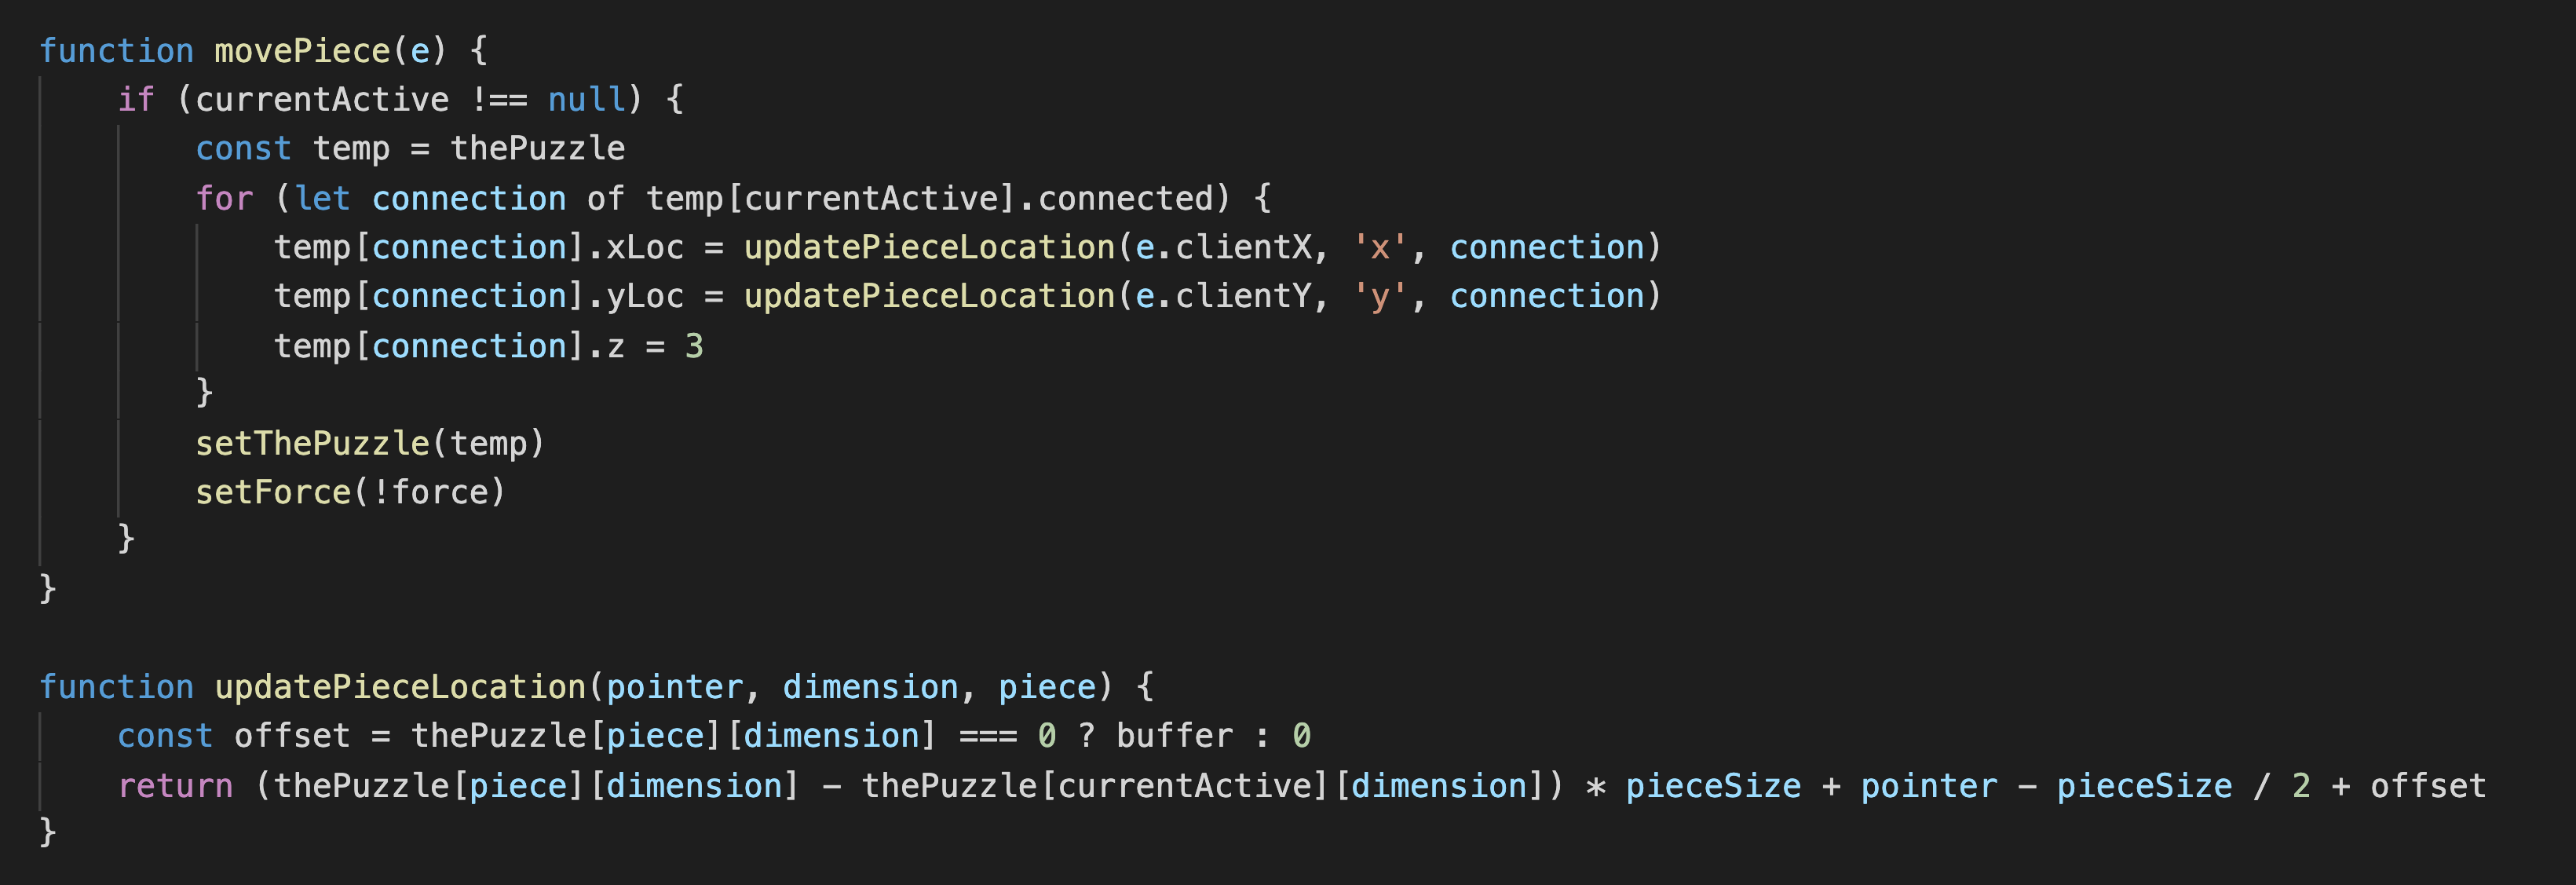 function movePiece(e) {
    if (currentActive !== null) {
        const temp = thePuzzle
        for (let connection of temp[currentActive].connected) {
            temp[connection].xLoc = updatePieceLocation(e.clientX, 'x', connection)
            temp[connection].yLoc = updatePieceLocation(e.clientY, 'y', connection)
            temp[connection].z = 3
        }
        setThePuzzle(temp)
        setForce(!force)
    }
}

function updatePieceLocation(pointer, dimension, piece) {
    const offset = thePuzzle[piece][dimension] === 0 ? buffer : 0
    return (thePuzzle[piece][dimension] - thePuzzle[currentActive][dimension]) * pieceSize + pointer - pieceSize / 2 + offset
}